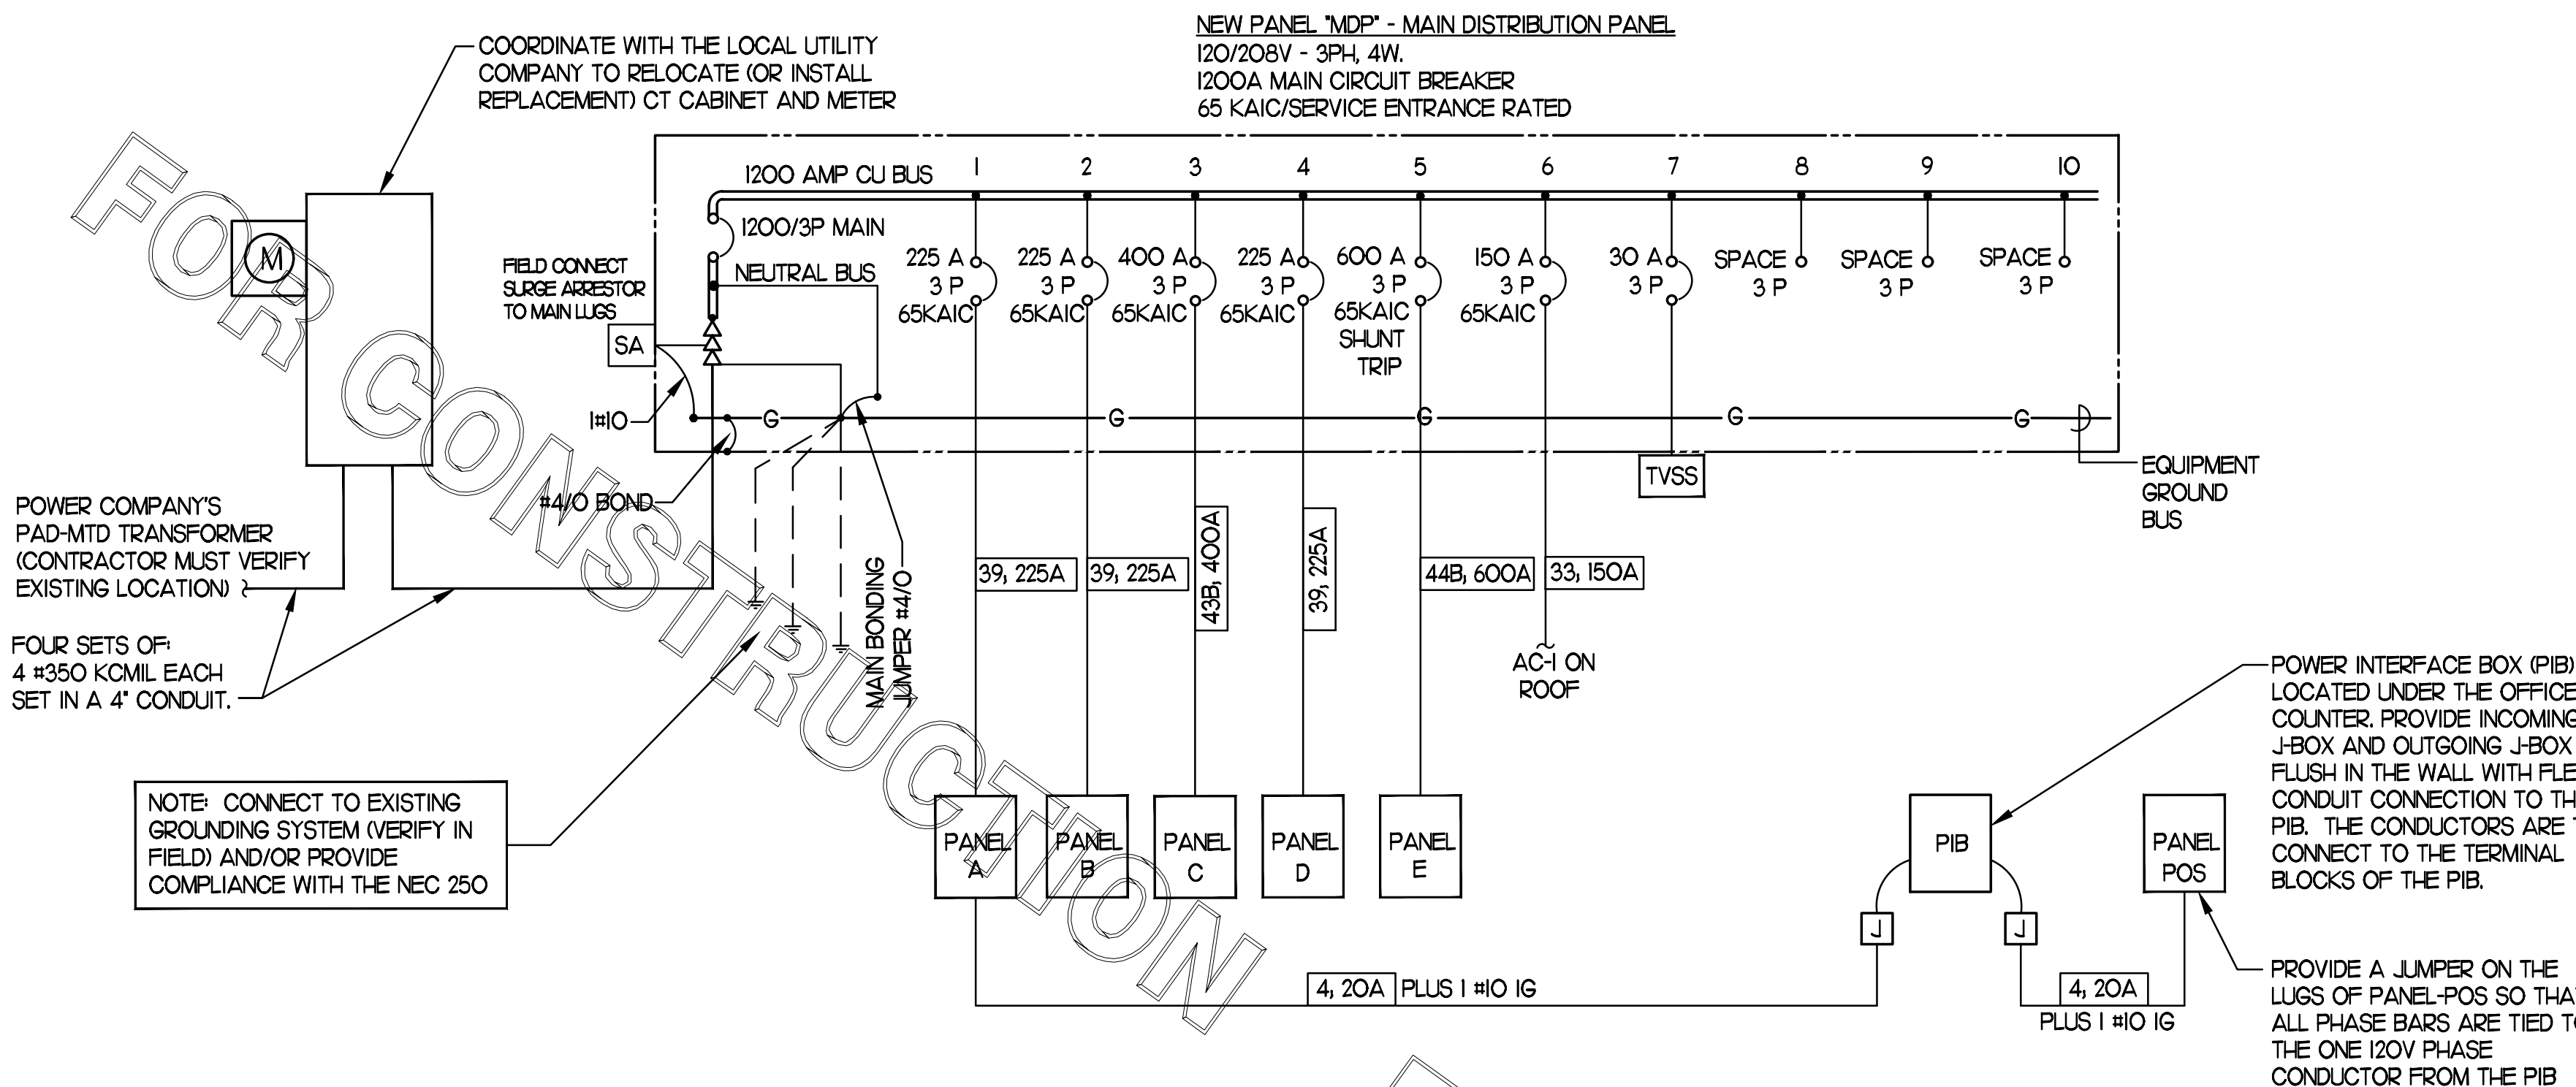 NEW PANEL "MDP" - MAIN DISTRIBUTION PANEL
120/208V - 3PH, 4W.
1200A MAIN CIRCUIT BREAKER
65 KAIC/SERVICE ENTRANCE RATED
COORDINATE WITH THE LOCAL UTILITY
COMPANY TO RELOCATE (OR INSTALL
REPLACEMENT) CT CABINET AND METER
FOR CONSTRUCTION
M
1200 AMP CU BUS
1 2 3 4 5 6 7 8 9 10
1200/3P MAIN
NEUTRAL BUS
FIELD CONNECT
SURGE ARRESTOR
TO MAIN LUGS
SA
225 A
3 P
65KAIC
225 A
3 P
65KAIC
400 A
3 P
65KAIC
225 A
3 P
65KAIC
600 A
3 P
65KAIC
SHUNT
TRIP
150 A
3 P
65KAIC
30 A
3 P
SPACE
3 P
SPACE
3 P
SPACE
3 P
1#10
G G G G G
EQUIPMENT
GROUND
BUS
TVSS
#4/0 BOND
MAIN BONDING
JUMPER #4/0
POWER COMPANY'S
PAD-MTD TRANSFORMER
(CONTRACTOR MUST VERIFY
EXISTING LOCATION)
FOUR SETS OF:
4 #350 KCMIL EACH
SET IN A 4" CONDUIT.
39, 225A
39, 225A
43B, 400A
39, 225A
44B, 600A
33, 150A
AC-1 ON
ROOF
NOTE: CONNECT TO EXISTING
GROUNDING SYSTEM (VERIFY IN
FIELD) AND/OR PROVIDE
COMPLIANCE WITH THE NEC 250
PANEL
A
PANEL
B
PANEL
C
PANEL
D
PANEL
E
PIB
PANEL
POS
J
J
4, 20A PLUS 1 #10 IG
4, 20A
PLUS 1 #10 IG
POWER INTERFACE BOX (PIB)
LOCATED UNDER THE OFFICE
COUNTER. PROVIDE INCOMING
J-BOX AND OUTGOING J-BOX
FLUSH IN THE WALL WITH
CONDUIT CONNECTION TO
PIB. THE CONDUCTORS ARE
CONNECT TO THE TERMINAL
BLOCKS OF THE PIB.
PROVIDE A JUMPER ON THE
LUGS OF PANEL-POS SO
ALL PHASE BARS ARE TIED
THE ONE 120V PHASE
CONDUCTOR FROM THE PIB